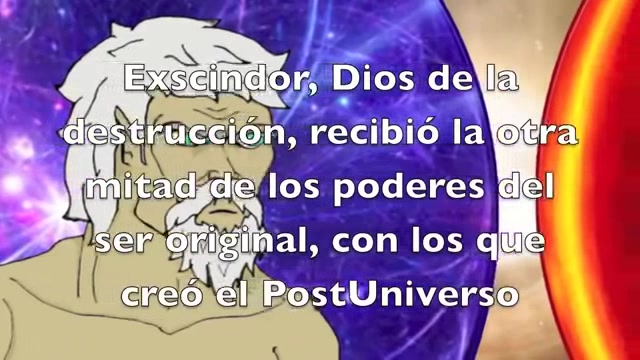 Exscindor, Dios de la
destrucción, recibió la otra
mitad de los poderes del
ser original, con los que
creó el PostUniverso